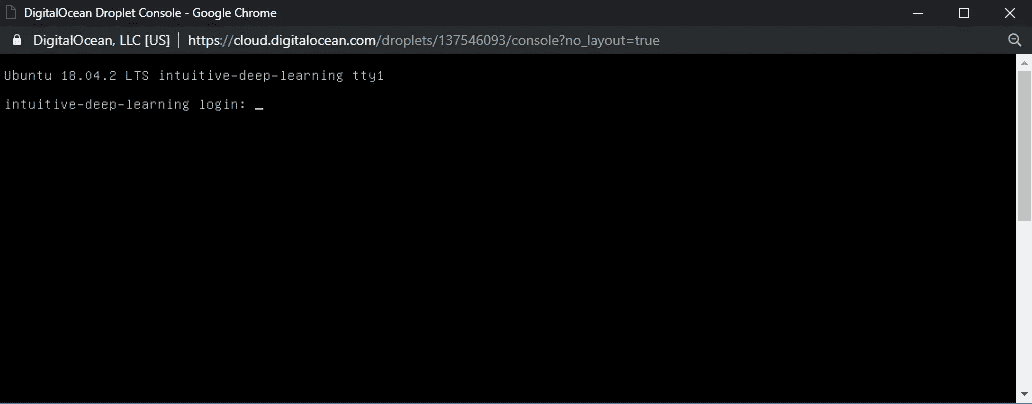 DigitalOcean Droplet Console - Google Chrome
DigitalOcean, LLC [US] | https://cloud.digitalocean.com/droplets/137546093/console?no_layout=true
Ubuntu 18.04.2 LTS intuitive-deep-learning tty1
intuitive-deep-learning login: _